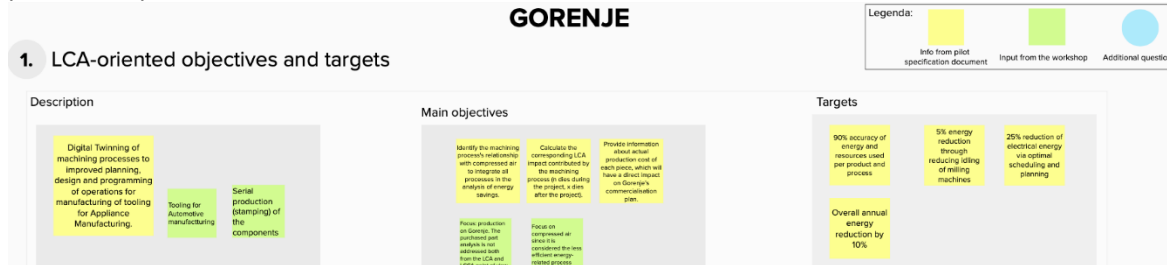 GORENJE
Legenda:
Info from pilot
specification document
Input from the workshop
Additional questio
1. LCA-oriented objectives and targets
Description
Digital Twinning of
machining processes to
improved planning,
design and programming
of operations for
manufacturing of tooling
for Appliance
Manufacturing.
Tooling for
Automotive
manufactturing
Serial
production
(stamping) of
the
components
Main objectives
Identify the machining
process's relationship
with compressed air
to integrate all
processes in the
analysis of energy
savings.
Calculate the
corresponding LCA
impact contributed by
the machining
process (n dies during
the project, x dies
after the project).
Provide information
about actual
production cost of
each piece, which will
have a direct impact
on Gorenje's
commercialisation
plan.
Focus: production
on Gorenje. The
purchased part
analysis is not
addressed both
from the LCA and
Focus on
compressed air
since it is
considered the less
efficient energy-
related process
Targets
90% accuracy of
energy and
resources used
per product and
process
5% energy
reduction
through
reducing idling
of milling
machines
25% reduction of
electrical energy
via optimal
scheduling and
planning
Overall annual
energy
reduction by
10%